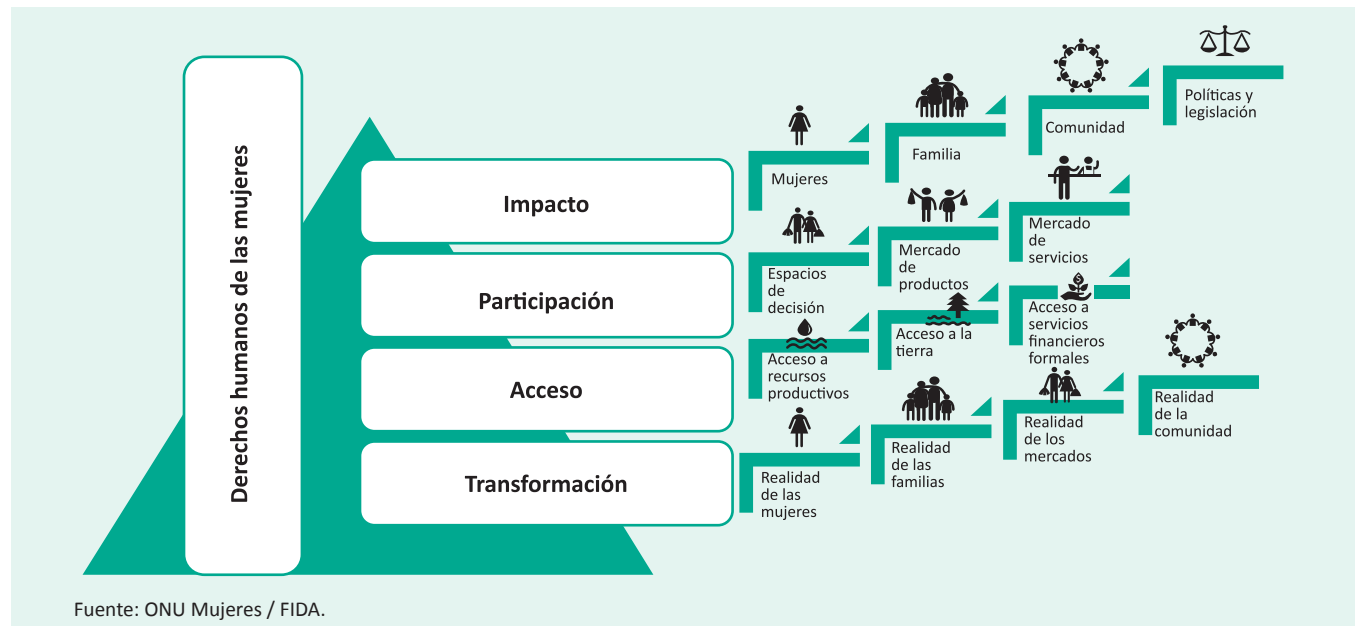 Derechos humanos de las mujeres
Impacto
Mujeres
Familia
Comunidad
Políticas y
legislación
Participación
Espacios
de
decisión
Mercado
de
productos
Mercado
de
servicios
Acceso
Acceso a
recursos
productivos
Acceso a la
tierra
Acceso a
servicios
financieros
formales
Transformación
Realidad
de las
mujeres
Realidad
de las
familias
Realidad
de los
mercados
Realidad
de la
comunidad
Fuente: ONU Mujeres / FIDA.